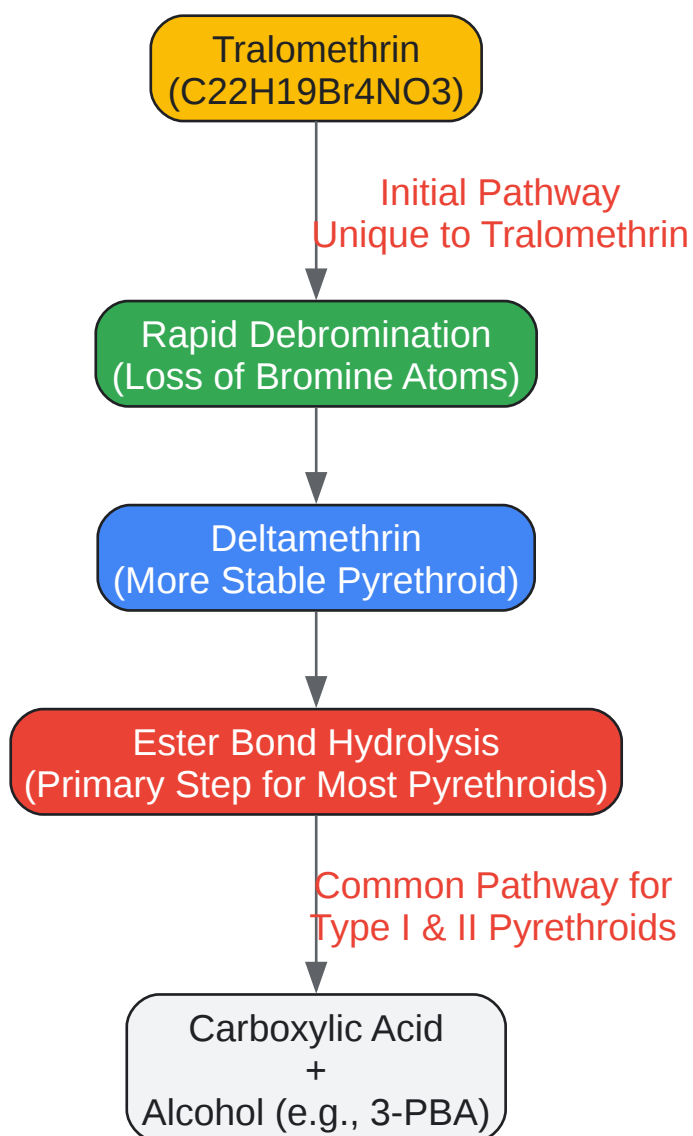 Tralomethrin
(C22H19Br4NO3)
Initial Pathway
Unique to Tralomethrin
Rapid Debromination
(Loss of Bromine Atoms)
Deltamethrin
(More Stable Pyrethroid)
Ester Bond Hydrolysis
(Primary Step for Most Pyrethroids)
Common Pathway for
Type I & II Pyrethroids
Carboxylic Acid
+
Alcohol (e.g., 3-PBA)